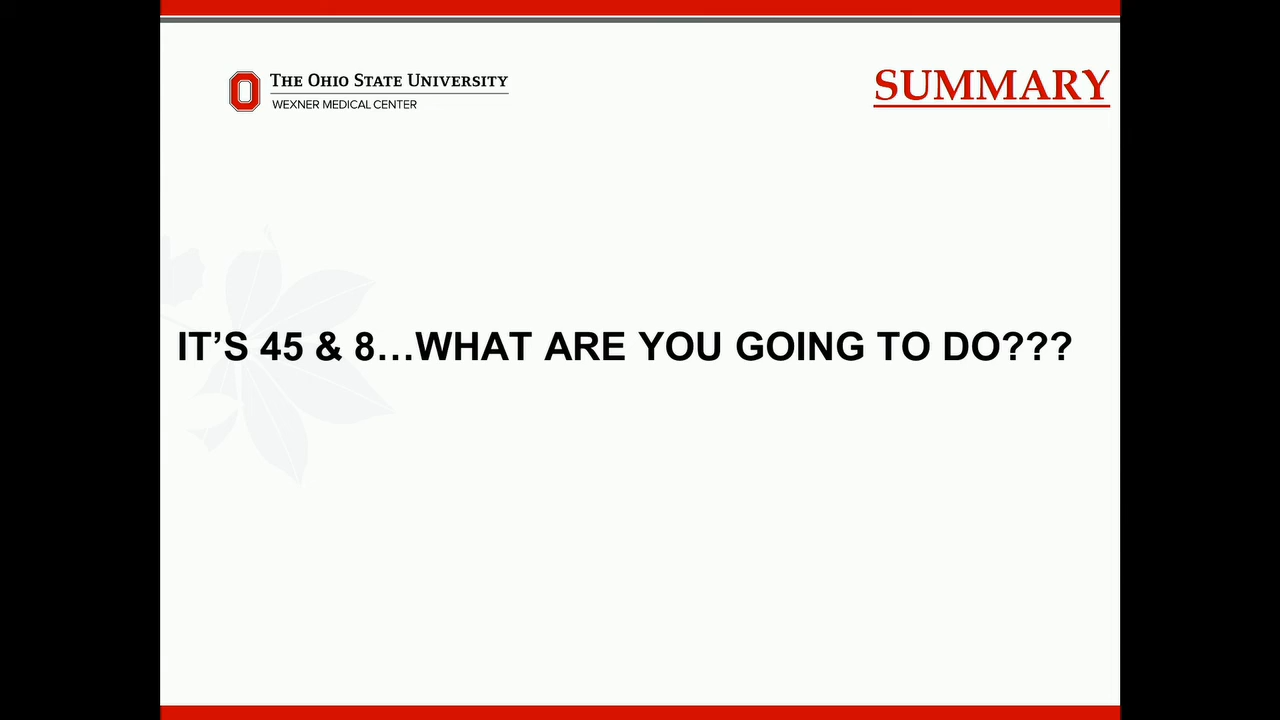 THE OHIO STATE UNIVERSITY
WEXNER MEDICAL CENTER
SUMMARY
IT’S 45 & 8…WHAT ARE YOU GOING TO DO???